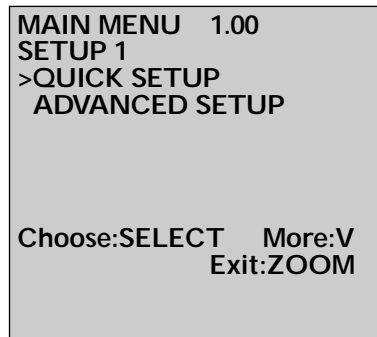 MAIN MENU 1.00
SETUP 1
>QUICK SETUP
ADVANCED SETUP
Choose:SELECT More:V
Exit:ZOOM